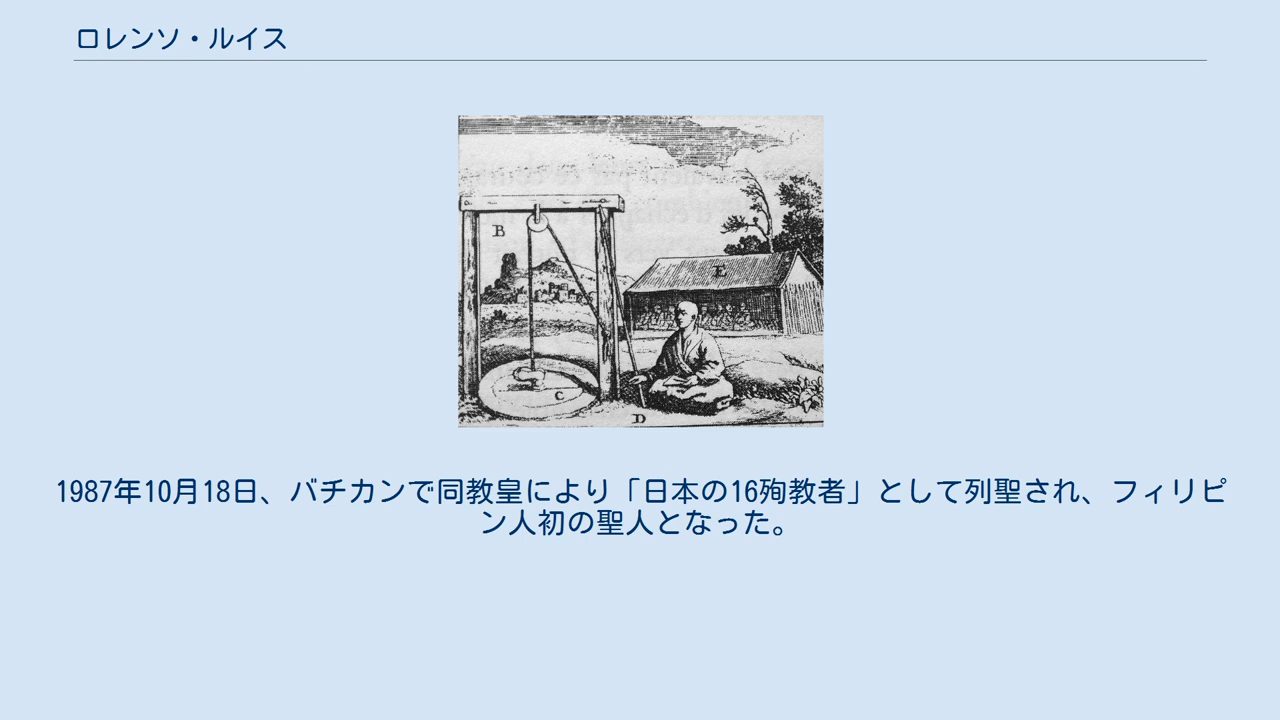 ロレンソ・ルイス
B
E
C
D
1987年10月18日、バチカンで同教皇により「日本の16殉教者」として列聖され、フィリピ
ン人初の聖人となった。